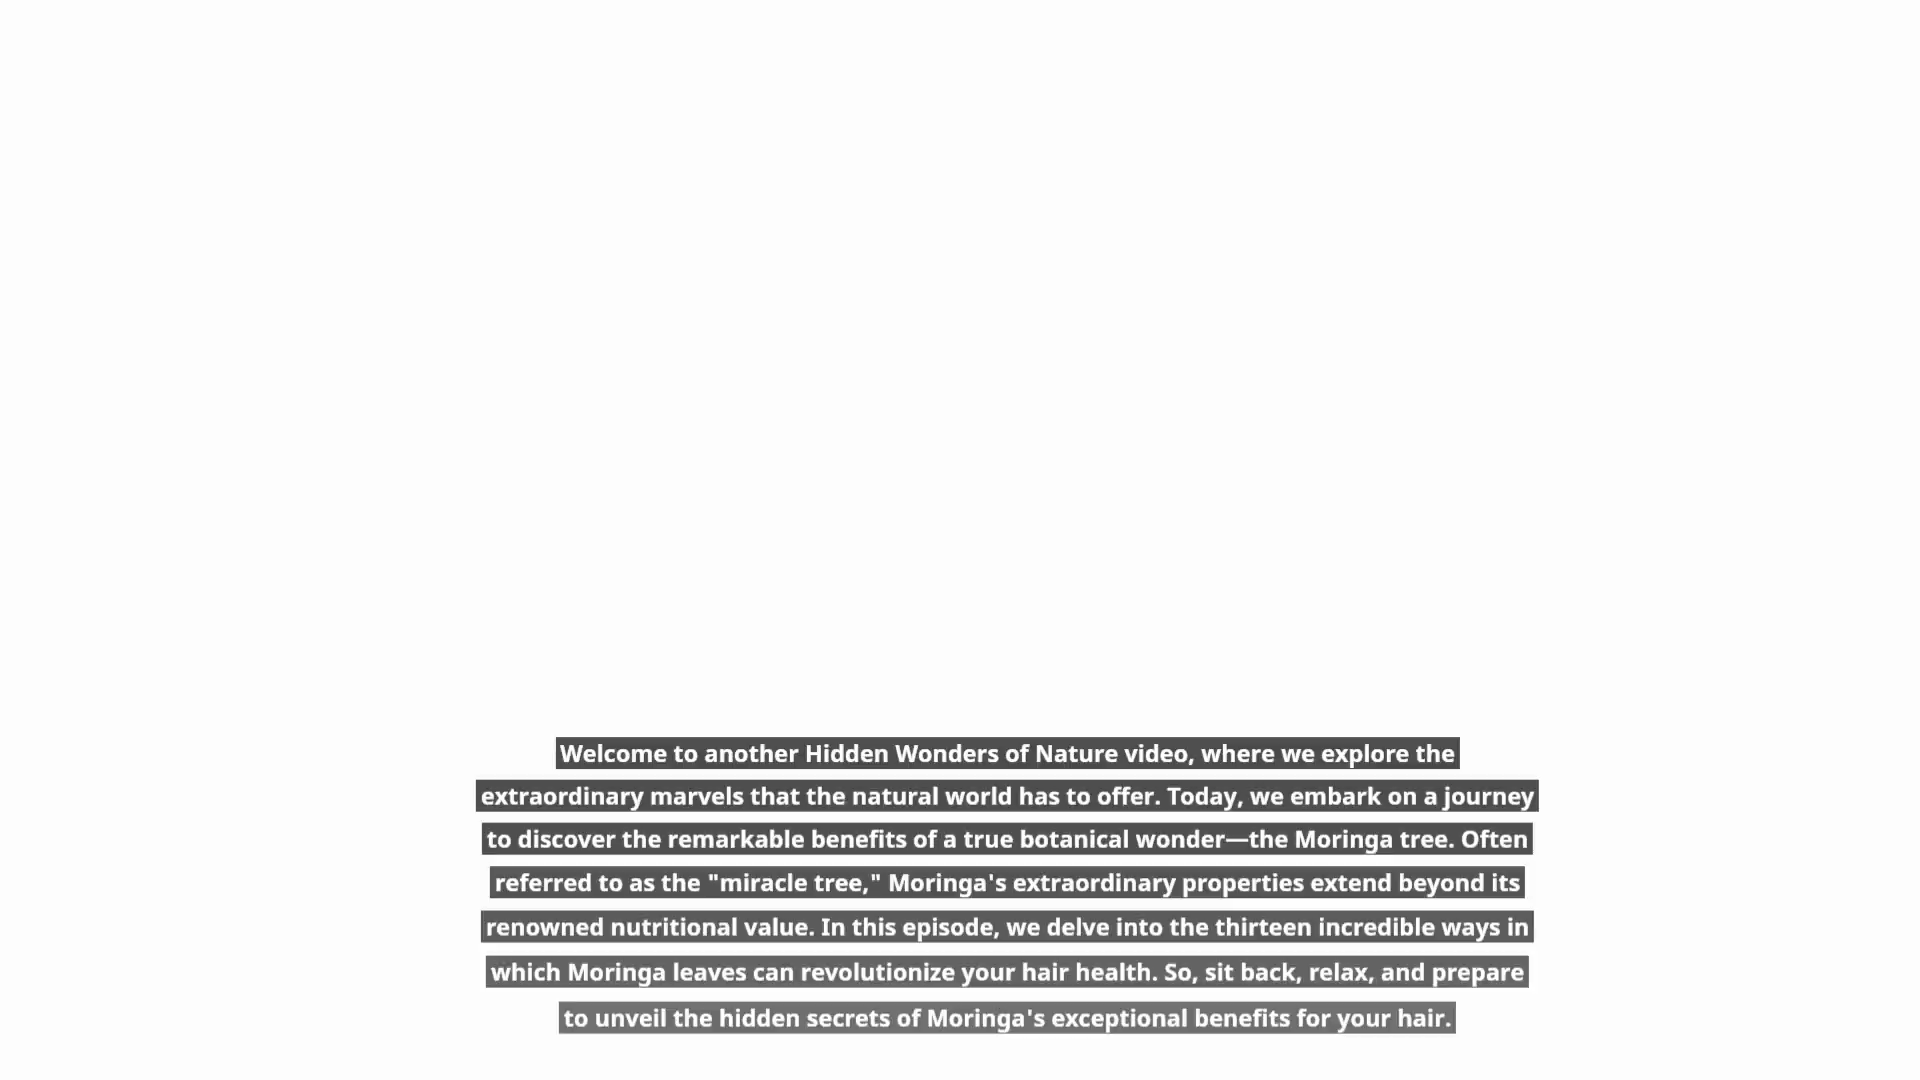 Welcome to another Hidden Wonders of Nature video, where we explore the
extraordinary marvels that the natural world has to offer. Today, we embark on a journey
to discover the remarkable benefits of a true botanical wonder—the Moringa tree. Often
referred to as the "miracle tree," Moringa's extraordinary properties extend beyond its
renowned nutritional value. In this episode, we delve into the thirteen incredible ways in
which Moringa leaves can revolutionize your hair health. So, sit back, relax, and prepare
to unveil the hidden secrets of Moringa's exceptional benefits for your hair.